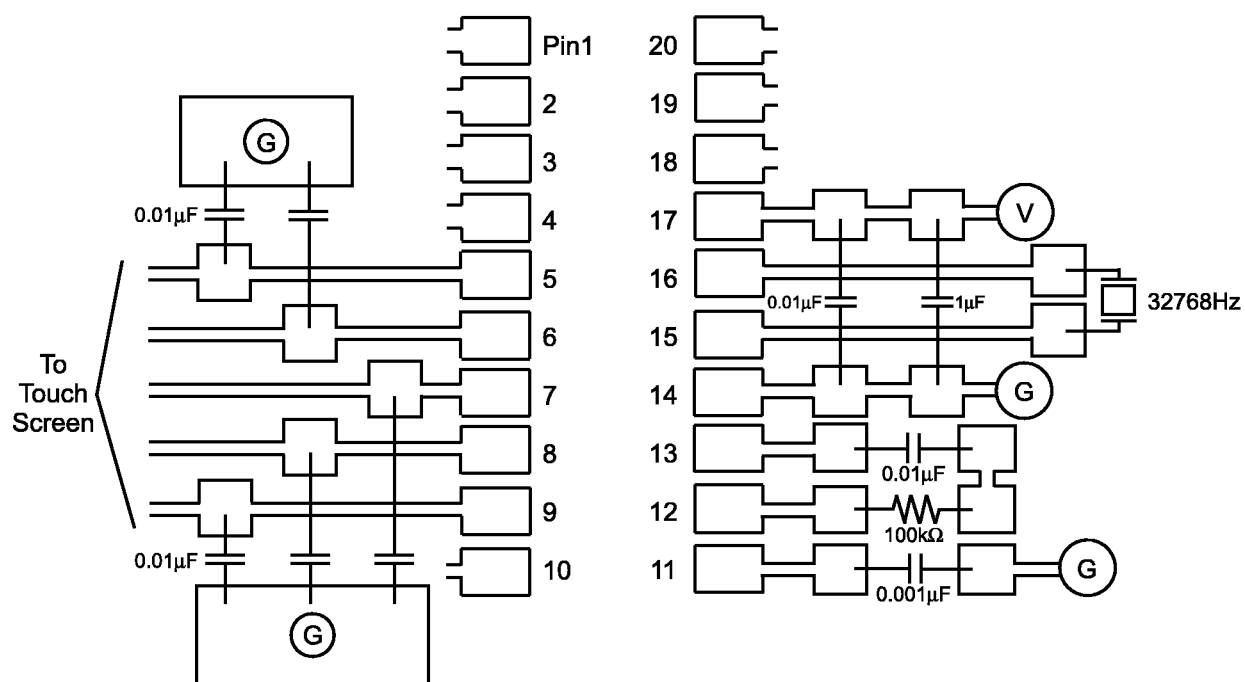 Pin1
2
3
4
5
6
7
8
9
10
20
19
18
17
16
15
14
13
12
11
G
0.01µF
To
Touch
Screen
0.01µF
G
V
0.01µF
1µF
32768Hz
G
0.01µF
100kΩ
0.001µF
G